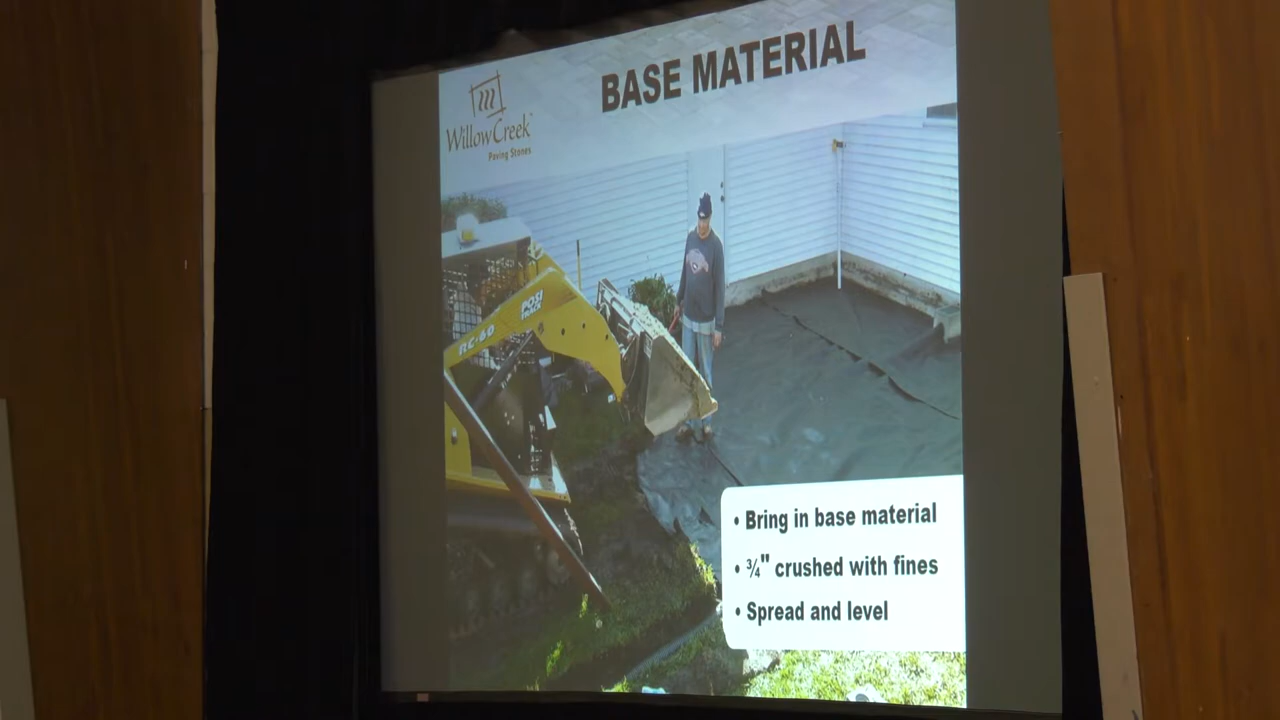 BASE MATERIAL
WillowCreek
Paving Stones
RC-60
POSI
TRACK
• Bring in base material
• ¾" crushed with fines
• Spread and level